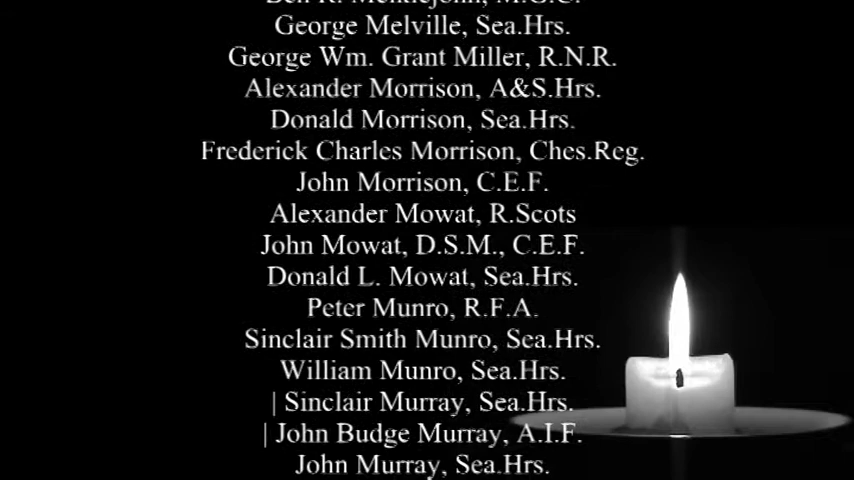 Ben R. Meiklejohn, M.G.C.
George Melville, Sea.Hrs.
George Wm. Grant Miller, R.N.R.
Alexander Morrison, A&S.Hrs.
Donald Morrison, Sea.Hrs.
Frederick Charles Morrison, Ches.Reg.
John Morrison, C.E.F.
Alexander Mowat, R.Scots
John Mowat, D.S.M., C.E.F.
Donald L. Mowat, Sea.Hrs.
Peter Munro, R.F.A.
Sinclair Smith Munro, Sea.Hrs.
William Munro, Sea.Hrs.
| Sinclair Murray, Sea.Hrs.
| John Budge Murray, A.I.F.
John Murray, Sea.Hrs.